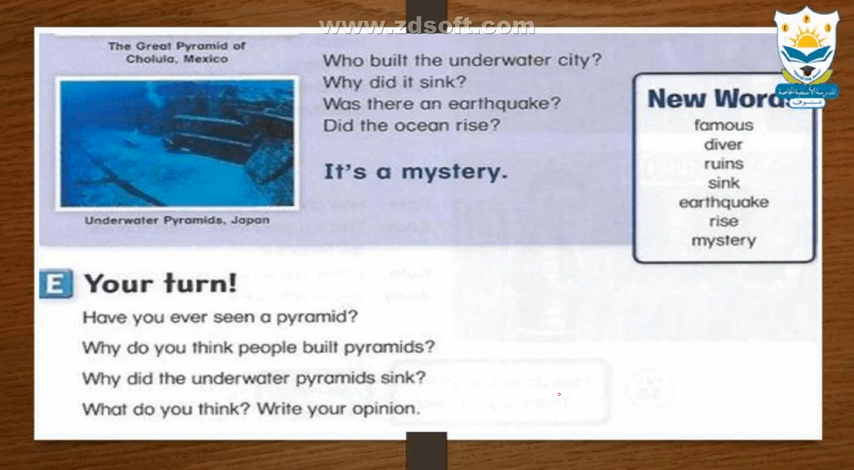 www.zdsoft.com
The Great Pyramid of
Cholula, Mexico
Who built the underwater city?
Why did it sink?
Was there an earthquake?
Did the ocean rise?
It's a mystery.
Underwater Pyramids, Japan
New Word
famous
diver
ruins
sink
earthquake
rise
mystery
E Your turn!
Have you ever seen a pyramid?
Why do you think people built pyramids?
Why did the underwater pyramids sink?
What do you think? Write your opinion.